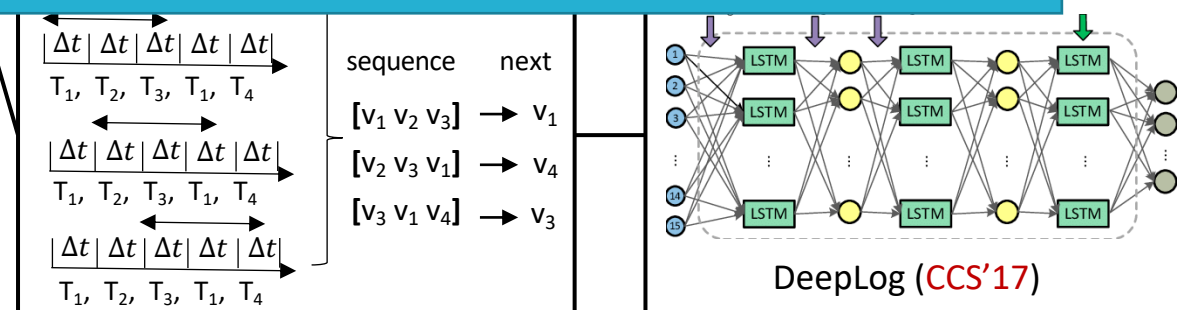 Δt Δt Δt Δt Δt
T₁, T₂, T₃, T₁, T₄
Δt Δt Δt Δt Δt
T₁, T₂, T₃, T₁, T₄
Δt Δt Δt Δt Δt
T₁, T₂, T₃, T₁, T₄
sequence next
[v₁ v₂ v₃] → v₁
[v₂ v₃ v₁] → v₄
[v₃ v₁ v₄] → v₃
1 LSTM LSTM LSTM
2
3 LSTM LSTM LSTM
⋮ ⋮ ⋮ ⋮ ⋮ ⋮ ⋮
14
15 LSTM LSTM LSTM
DeepLog (CCS'17)